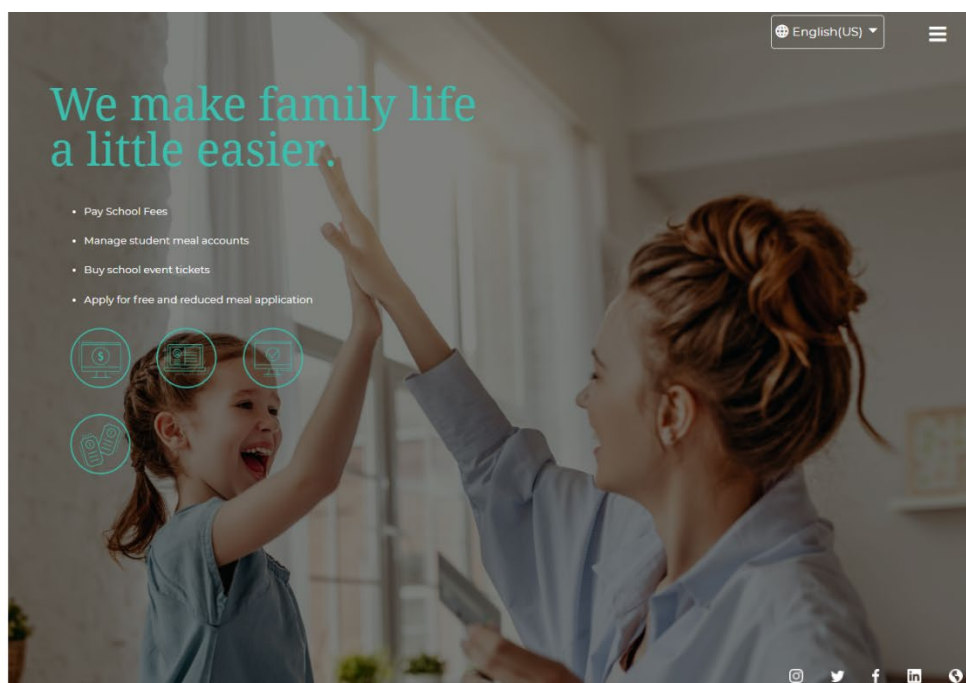 English(US)
We make family life
a little easier.
Pay School Fees
Manage student meal accounts
Buy school event tickets
Apply for free and reduced meal application